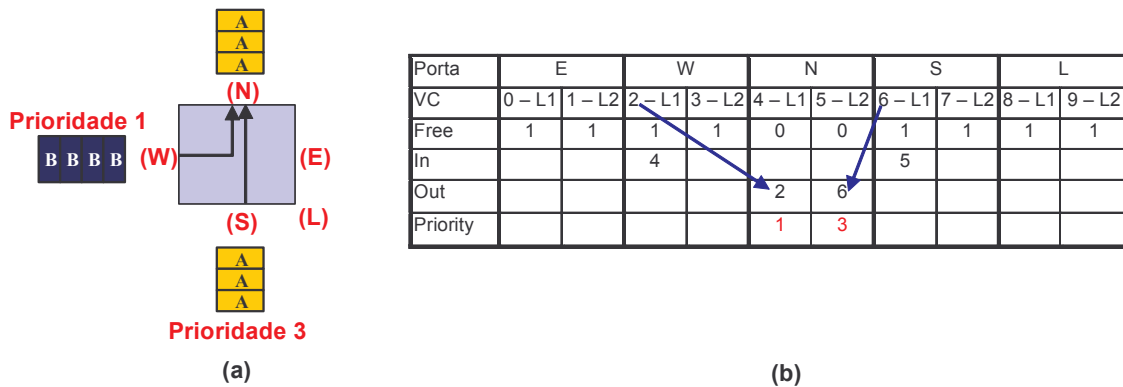 A
A
A
(N)
Prioridade 1
B B B B
(W)
(E)
(S)
(L)
A
A
A
Prioridade 3
(a)
Porta E W N S L
VC 0 – L1 1 – L2 2 – L1 3 – L2 4 – L1 5 – L2 6 – L1 7 – L2 8 – L1 9 – L2
Free 1 1 1 1 0 0 1 1 1 1
In 4 5
Out 2 6
Priority 1 3
(b)